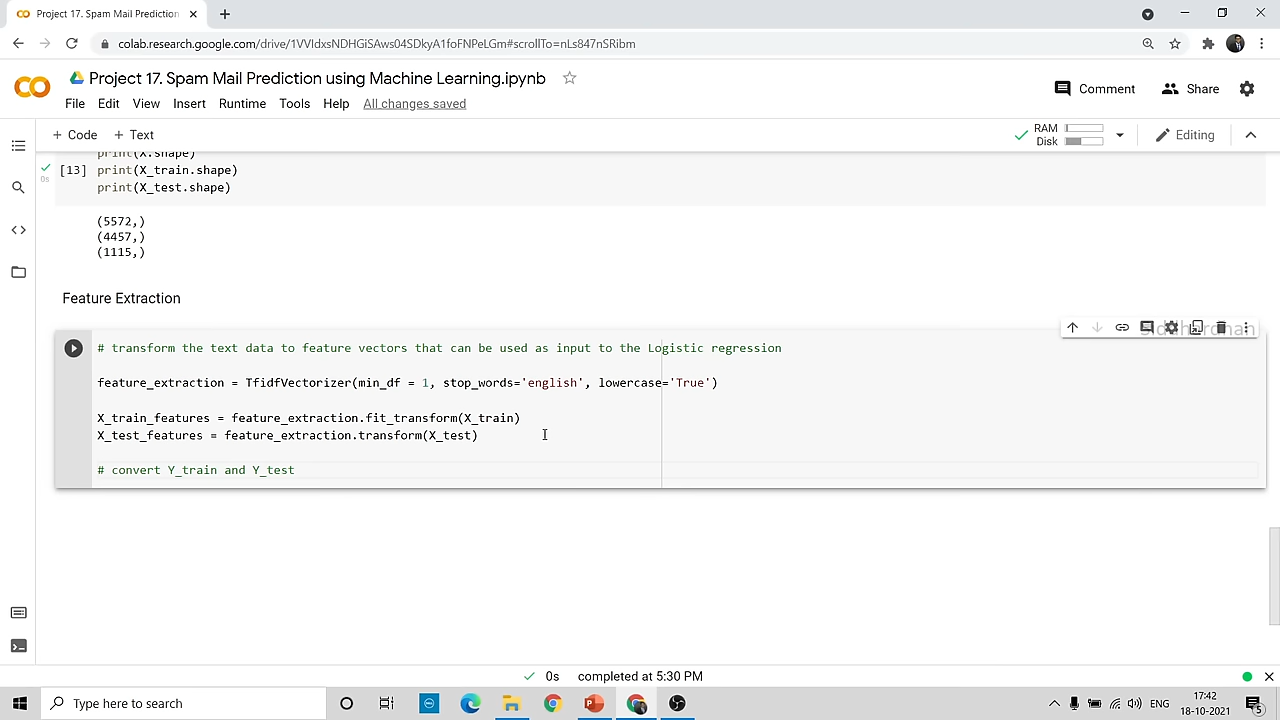 Project 17. Spam Mail Prediction
colab.research.google.com/drive/1VVIdxsNDHGiSAws04SDkyA1foFNPeLGm#scrollTo=nLs847nSRibm
Project 17. Spam Mail Prediction using Machine Learning.ipynb
Comment
Share
File Edit View Insert Runtime Tools Help All changes saved
+ Code + Text
RAM
Disk
Editing
print(X.shape)
[13] print(X_train.shape)
0s
print(X_test.shape)
(5572,)
(4457,)
(1115,)
Feature Extraction
siddhardhan
# transform the text data to feature vectors that can be used as input to the Logistic regression
feature_extraction = TfidfVectorizer(min_df = 1, stop_words='english', lowercase='True')
X_train_features = feature_extraction.fit_transform(X_train)
X_test_features = feature_extraction.transform(X_test)
# convert Y_train and Y_test
0s completed at 5:30 PM
Type here to search
ENG
17:42
18-10-2021
5